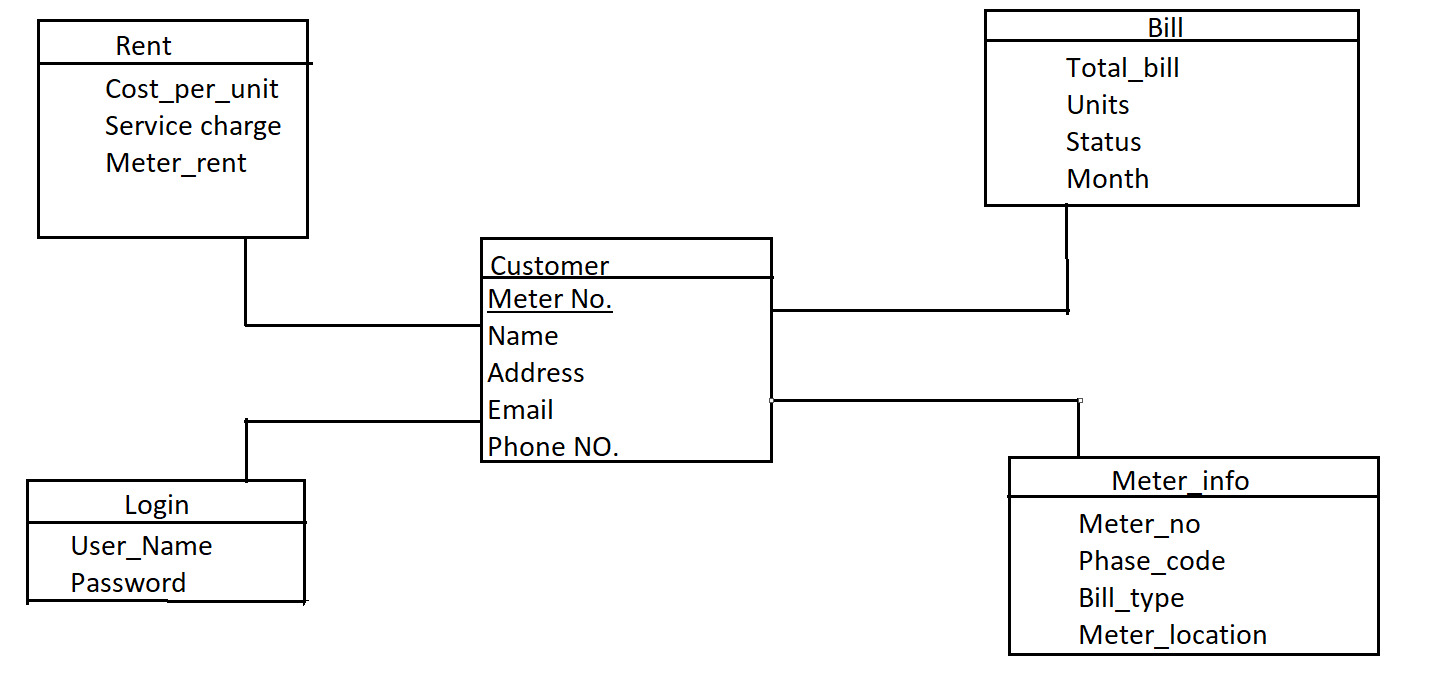 Rent
Cost_per_unit
Service charge
Meter_rent
Bill
Total_bill
Units
Status
Month
Customer
Meter No.
Name
Address
Email
Phone NO.
Login
User_Name
Password
Meter_info
Meter_no
Phase_code
Bill_type
Meter_location